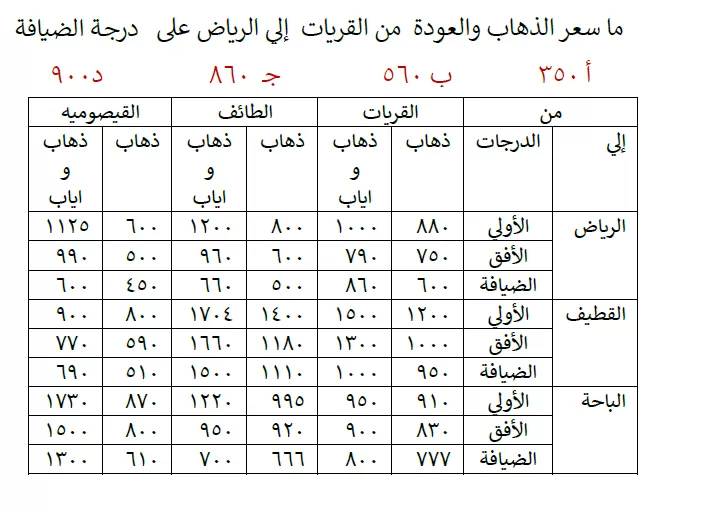 ما سعر الذهاب والعودة من القريات إلي الرياض على درجة الضيافة
أ ٣٥٠ ب ٥٦٠ جـ ٨٦٠ د ٩٠٠
من القريات الطائف القيصوميه
إلي الدرجات ذهاب ذهاب و اياب ذهاب ذهاب و اياب ذهاب ذهاب و اياب
الرياض الأولي ٨٨٠ ١٠٠٠ ٨٠٠ ١٢٠٠ ٦٠٠ ١١٢٥
الأفق ٧٥٠ ٧٩٠ ٦٠٠ ٩٦٠ ٥٠٠ ٩٩٠
الضيافة ٦٠٠ ٨٦٠ ٥٠٠ ٦٦٠ ٤٥٠ ٦٠٠
القطيف الأولي ١٢٠٠ ١٥٠٠ ١٤٠٠ ١٧٠٤ ٨٠٠ ٩٠٠
الأفق ١٠٠٠ ١٣٠٠ ١١٨٠ ١٦٦٠ ٥٩٠ ٧٧٠
الضيافة ٩٥٠ ١٠٠٠ ١١١٠ ١٥٠٠ ٥١٠ ٦٩٠
الباحة الأولي ٩١٠ ٩٥٠ ٩٩٥ ١٢٢٠ ٨٧٠ ١٧٣٠
الأفق ٨٣٠ ٩٠٠ ٩٢٠ ٩٥٠ ٨٠٠ ١٥٠٠
الضيافة ٧٧٧ ٨٠٠ ٦٦٦ ٧٠٠ ٦١٠ ١٣٠٠